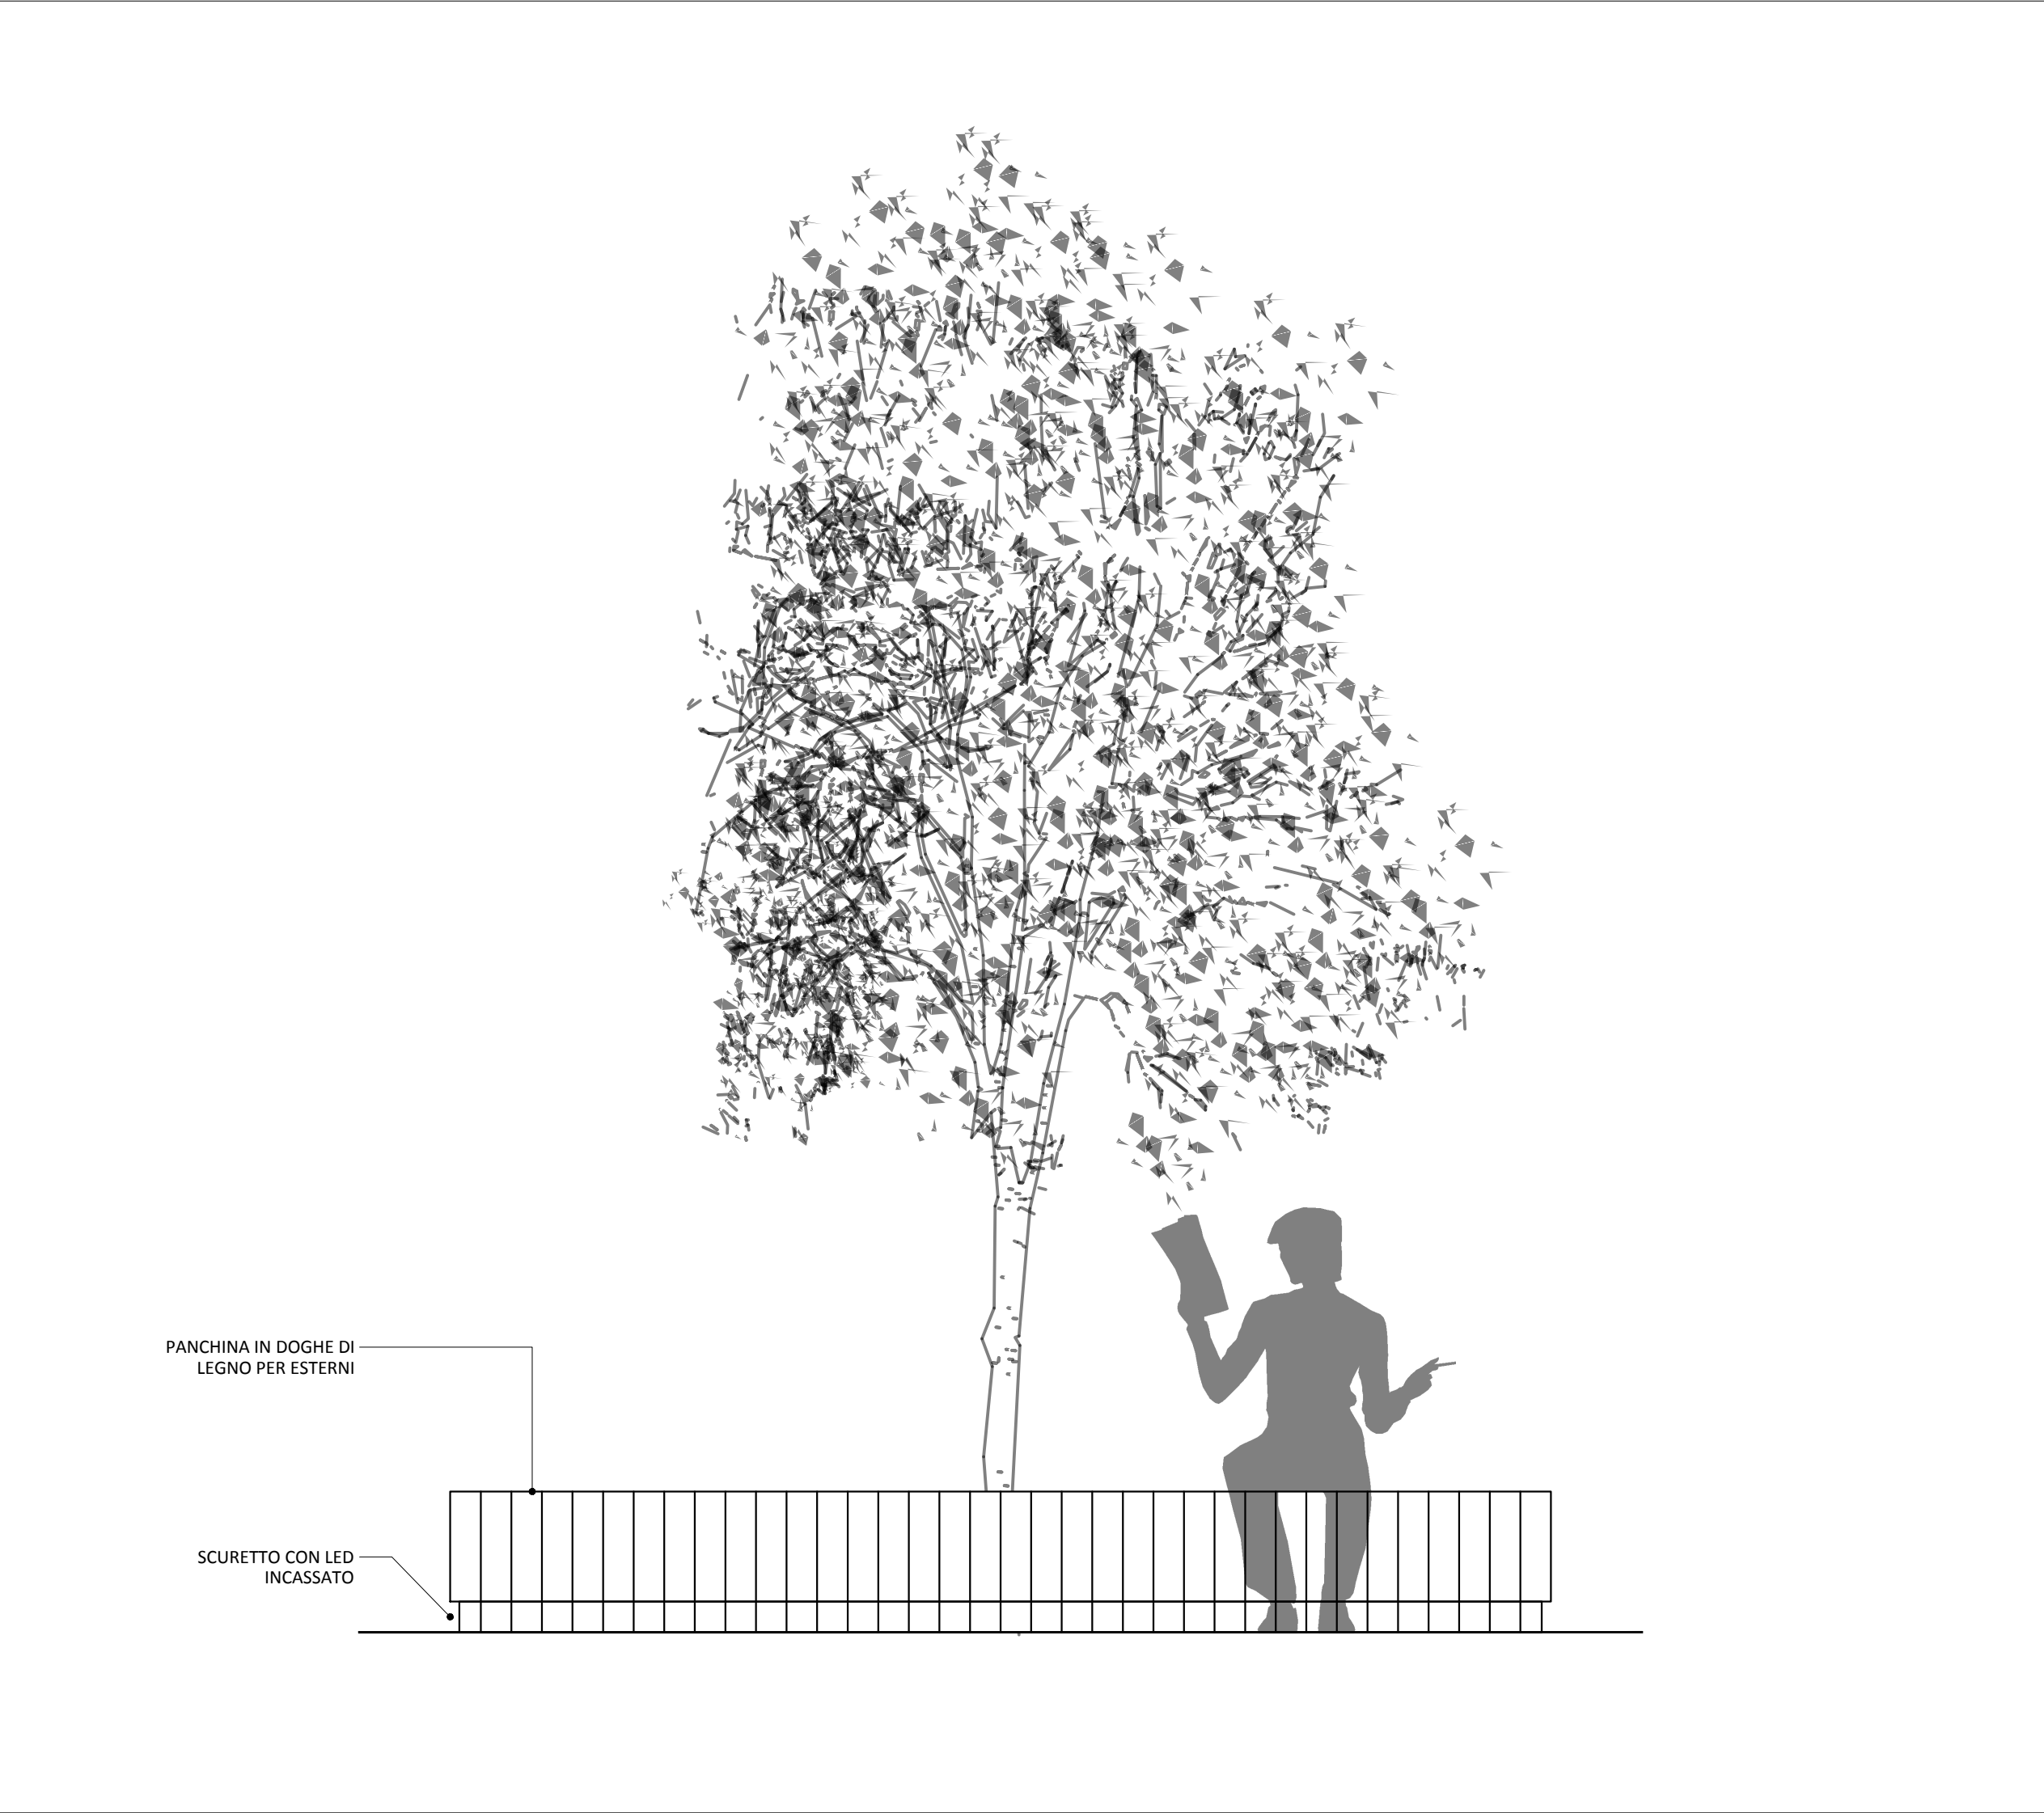 PANCHINA IN DOGHE DI
LEGNO PER ESTERNI
SCURETTO CON LED
INCASSATO